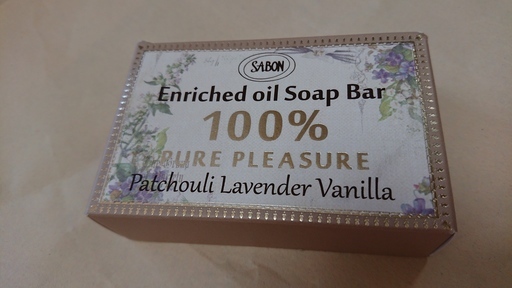 SABON
Enriched oil Soap Bar
100%
PURE PLEASURE
Patchouli Lavender Vanilla